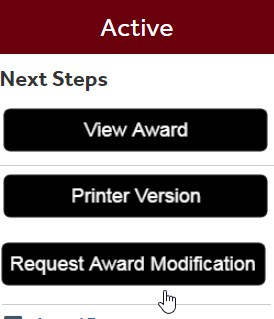 Active
Next Steps
View Award
Printer Version
Request Award Modification